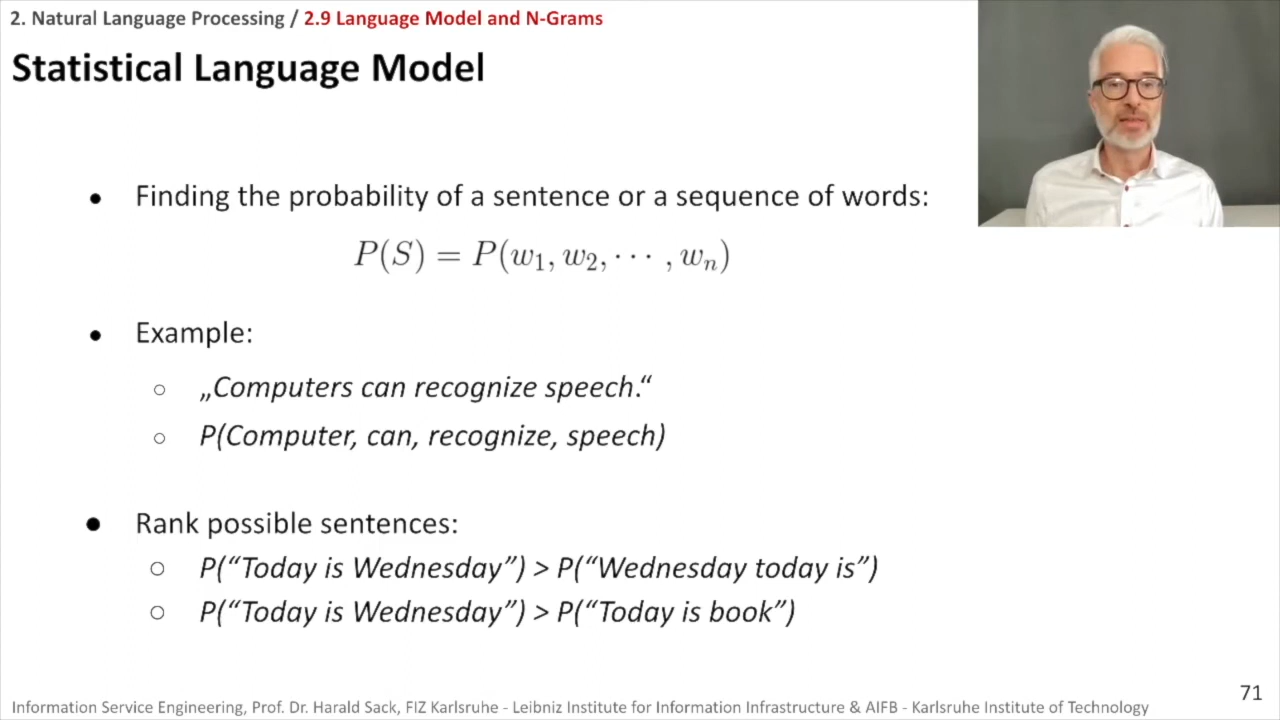 2. Natural Language Processing / 2.9 Language Model and N-Grams
Statistical Language Model
● Finding the probability of a sentence or a sequence of words:
P(S) = P(w₁, w₂, ⋯ , wₙ)
● Example:
○ „Computers can recognize speech.“
○ P(Computer, can, recognize, speech)
● Rank possible sentences:
○ P(“Today is Wednesday”) > P(“Wednesday today is”)
○ P(“Today is Wednesday”) > P(“Today is book”)
71
Information Service Engineering, Prof. Dr. Harald Sack, FIZ Karlsruhe - Leibniz Institute for Information Infrastructure & AIFB - Karlsruhe Institute of Technology